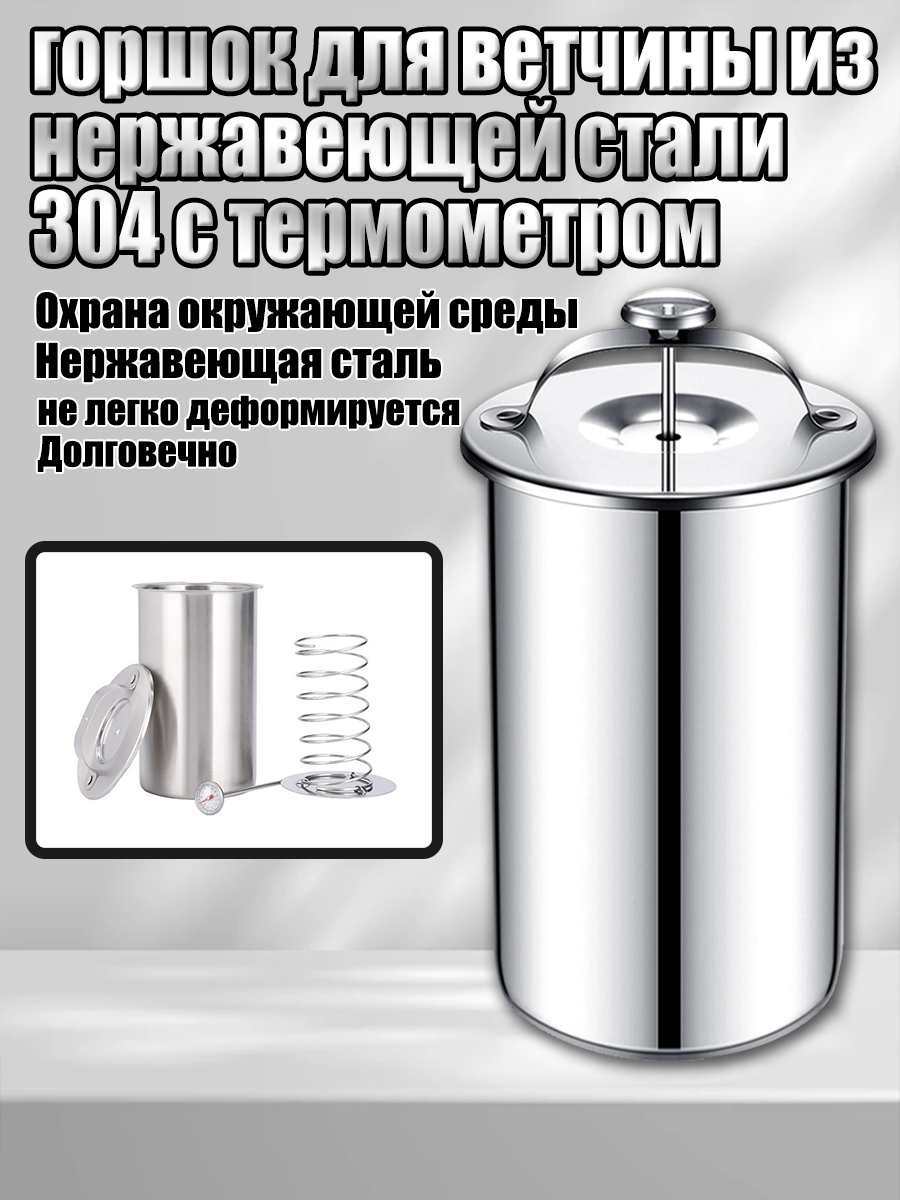 горшок для ветчины из
нержавеющей стали
304 с термометром
Охрана окружающей среды
Нержавеющая сталь
не легко деформируется
Долговечно